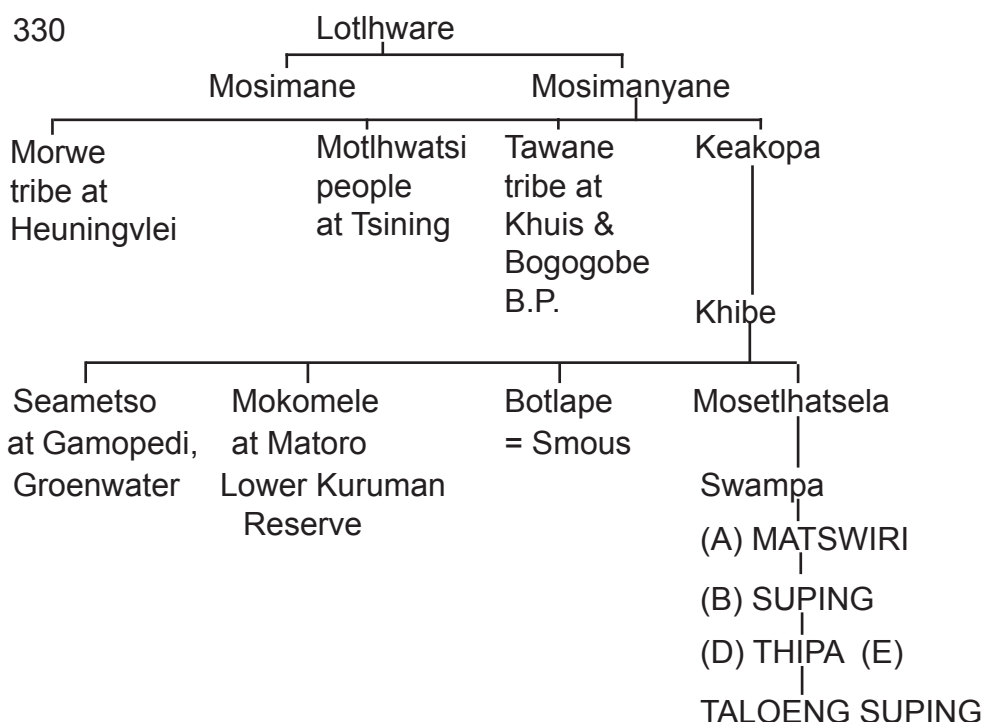 330
Lotlhware
Mosimane
Mosimanyane
Morwe
tribe at
Heuningvlei
Motlhwatsi
people
at Tsining
Tawane
tribe at
Khuis &
Bogogobe
B.P.
Keakopa
Khibe
Seametso
at Gamopedi,
Groenwater
Mokomele
at Matoro
Lower Kuruman
Reserve
Botlape
= Smous
Mosetlhatsela
Swampa
(A) MATSWIRI
(B) SUPING
(D) THIPA (E)
TALOENG SUPING